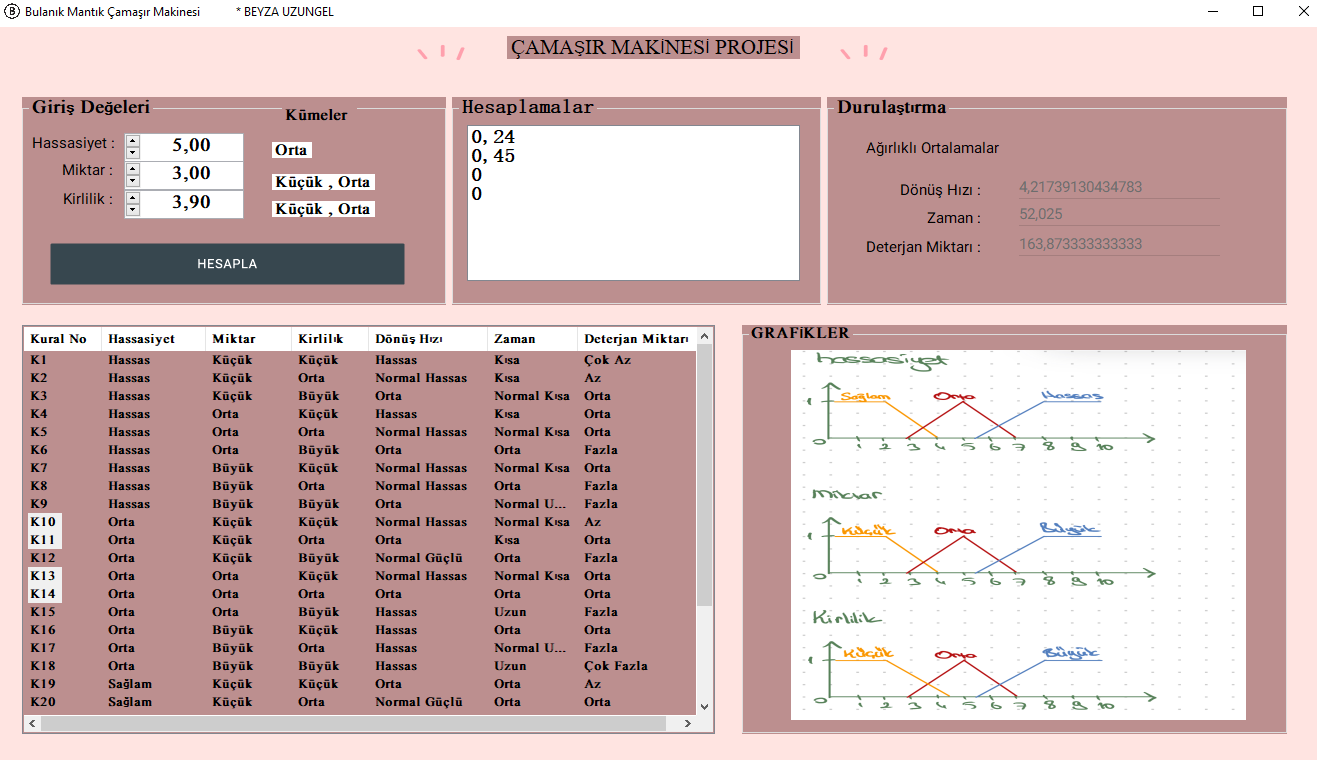 Bulanık Mantık Çamaşır Makinesi * BEYZA UZUNGEL
ÇAMAŞIR MAKİNESİ PROJESİ
Giriş Değeleri
Kümeler
Hassasiyet : 5,00 Orta
Miktar : 3,00 Küçük , Orta
Kirlilik : 3,90 Küçük , Orta
HESAPLA
Hesaplamalar
0, 24
0, 45
0
0
Durulaştırma
Ağırlıklı Ortalamalar
Dönüş Hızı : 4,21739130434783
Zaman : 52,025
Deterjan Miktarı : 163,873333333333
Kural No Hassasiyet Miktar Kirlilik Dönüş Hızı Zaman Deterjan Miktarı
K1 Hassas Küçük Küçük Hassas Kısa Çok Az
K2 Hassas Küçük Orta Normal Hassas Kısa Az
K3 Hassas Küçük Büyük Orta Normal Kısa Orta
K4 Hassas Orta Küçük Hassas Kısa Orta
K5 Hassas Orta Orta Normal Hassas Normal Kısa Orta
K6 Hassas Orta Büyük Orta Orta Fazla
K7 Hassas Büyük Küçük Normal Hassas Normal Kısa Orta
K8 Hassas Büyük Orta Normal Hassas Orta Fazla
K9 Hassas Büyük Büyük Orta Normal U... Fazla
K10 Orta Küçük Küçük Normal Hassas Normal Kısa Az
K11 Orta Küçük Orta Orta Kısa Orta
K12 Orta Küçük Büyük Normal Güçlü Orta Fazla
K13 Orta Orta Küçük Normal Hassas Normal Kısa Orta
K14 Orta Orta Orta Orta Orta Orta
K15 Orta Orta Büyük Hassas Uzun Fazla
K16 Orta Büyük Küçük Hassas Orta Orta
K17 Orta Büyük Orta Hassas Normal U... Fazla
K18 Orta Büyük Büyük Hassas Uzun Çok Fazla
K19 Sağlam Küçük Küçük Orta Orta Az
K20 Sağlam Küçük Orta Normal Güçlü Orta Orta
GRAFİKLER
hassasiyet
Sağlam Orta Hassas
1
0 1 2 3 4 5 6 7 8 9 10
Miktar
Küçük Orta Büyük
1
0 1 2 3 4 5 6 7 8 9 10
Kirlilik
Küçük Orta Büyük
1
0 1 2 3 4 5 6 7 8 9 10